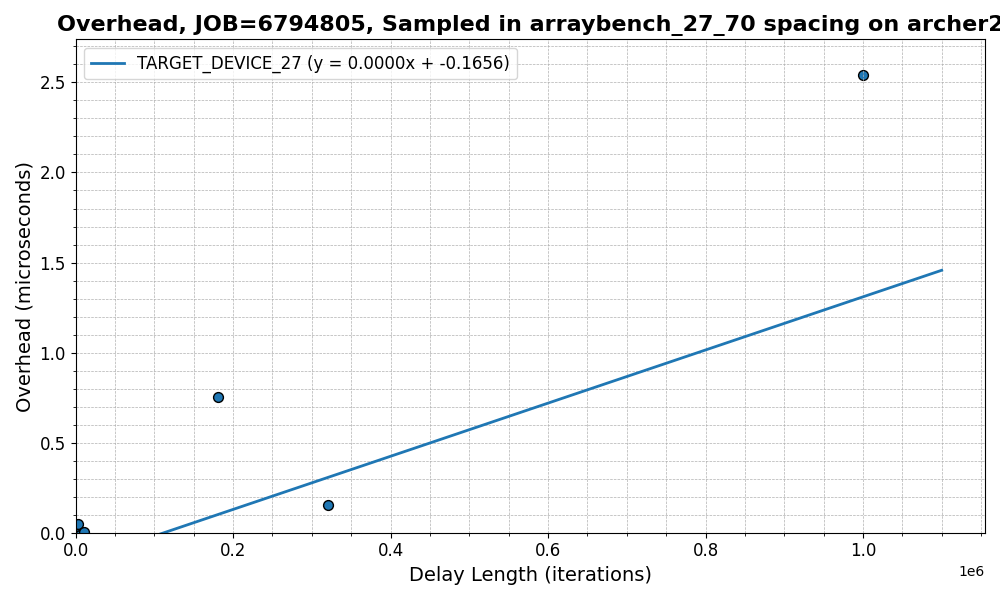 Overhead, JOB=6794805, Sampled in arraybench_27_70 spacing on archer2
TARGET_DEVICE_27 (y = 0.0000x + -0.1656)
Overhead (microseconds)
2.5
2.0
1.5
1.0
0.5
0.0
0.0 0.2 0.4 0.6 0.8 1.0
1e6
Delay Length (iterations)